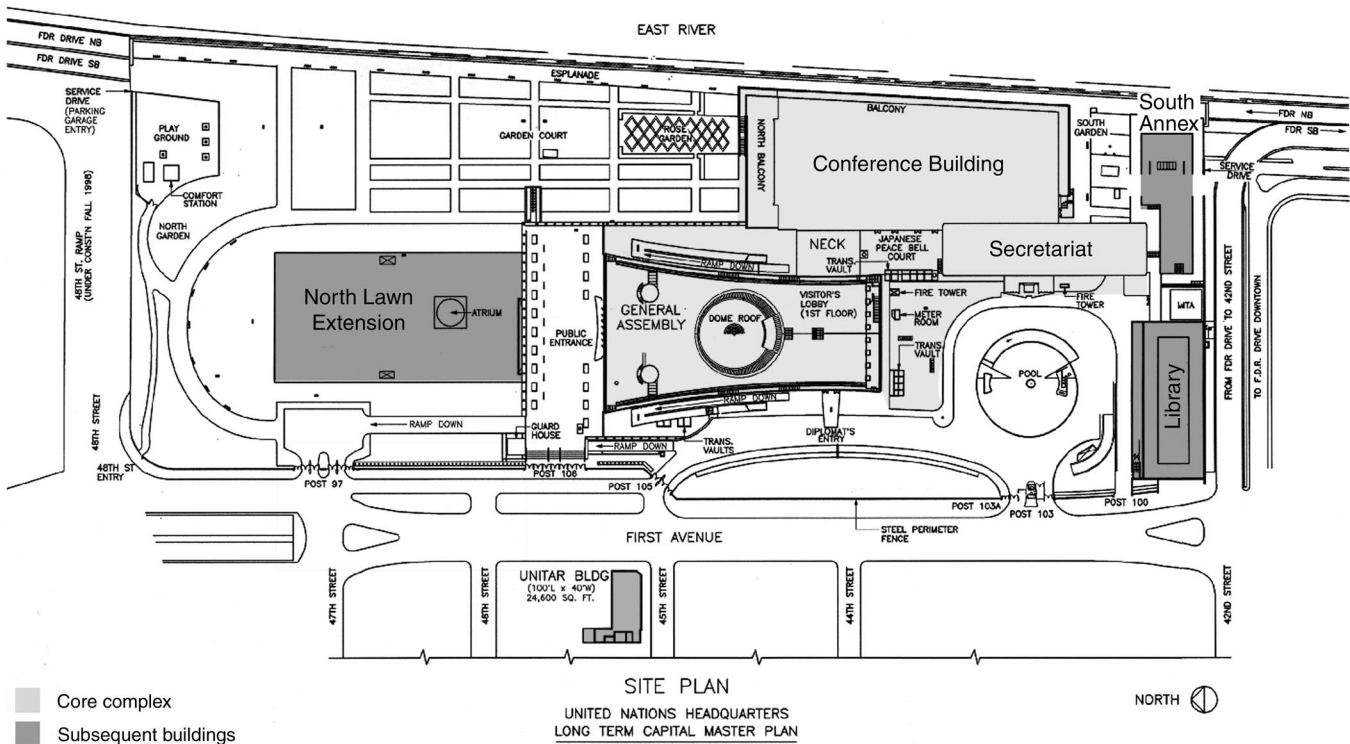 EAST RIVER
FDR DRIVE NB
FDR DRIVE SB
SERVICE
DRIVE
(PARKING
GARAGE
ENTRY)
ESPLANADE
BALCONY
South
Annex
FDR NB
FDR SB
PLAY
GROUND
GARDEN COURT
ROSE
GARDEN
NORTH BALCONY
Conference Building
SOUTH
GARDEN
SERVICE
DRIVE
COMFORT
STATION
NORTH
GARDEN
48TH ST. RAMP
(UNDER CONST'N FALL 1998)
NECK
JAPANESE
PEACE BELL
COURT
Secretariat
RAMP DOWN
TRANS.
VAULT
North Lawn
Extension
ATRIUM
PUBLIC
ENTRANCE
GENERAL
ASSEMBLY
DOME ROOF
VISITOR'S
LOBBY
(1ST FLOOR)
FIRE TOWER
METER
ROOM
TRANS.
VAULT
FIRE
TOWER
MTA
POOL
Library
FROM FDR DRIVE TO 42ND STREET
TO F.D.R. DRIVE DOWNTOWN
RAMP DOWN
RAMP DOWN
GUARD
HOUSE
RAMP DOWN
TRANS.
VAULTS
DIPLOMAT'S
ENTRY
48TH STREET
48TH ST
ENTRY
POST 97
POST 106
POST 105
POST 103A
POST 103
POST 100
STEEL PERIMETER
FENCE
FIRST AVENUE
UNITAR BLDG
(100'L x 40'W)
24,600 SQ. FT.
47TH STREET
46TH STREET
45TH STREET
44TH STREET
42ND STREET
SITE PLAN
UNITED NATIONS HEADQUARTERS
LONG TERM CAPITAL MASTER PLAN
NORTH
Core complex
Subsequent buildings